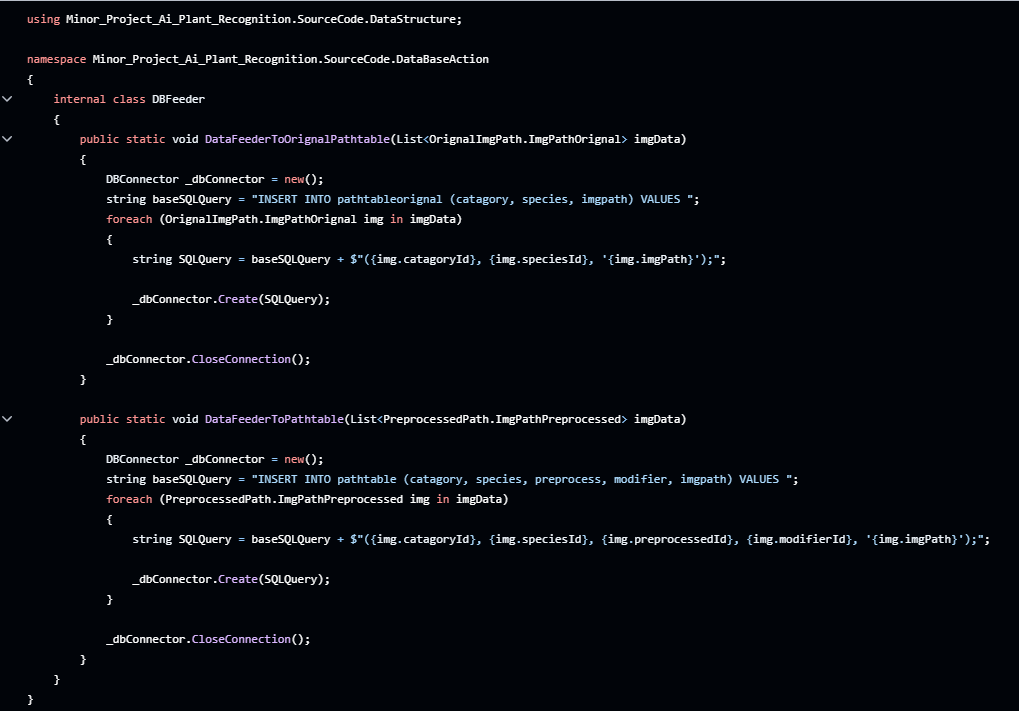 using Minor_Project_Ai_Plant_Recognition.SourceCode.DataStructure;

namespace Minor_Project_Ai_Plant_Recognition.SourceCode.DataBaseAction
{
    internal class DBFeeder
    {
        public static void DataFeederToOrignalPathtable(List<OrignalImgPath.ImgPathOrignal> imgData)
        {
            DBConnector _dbConnector = new();
            string baseSQLQuery = "INSERT INTO pathtableorignal (catagory, species, imgpath) VALUES ";
            foreach (OrignalImgPath.ImgPathOrignal img in imgData)
            {
                string SQLQuery = baseSQLQuery + $"({img.catagoryId}, {img.speciesId}, '{img.imgPath}');";

                _dbConnector.Create(SQLQuery);
            }

            _dbConnector.CloseConnection();
        }

        public static void DataFeederToPathtable(List<PreprocessedPath.ImgPathPreprocessed> imgData)
        {
            DBConnector _dbConnector = new();
            string baseSQLQuery = "INSERT INTO pathtable (catagory, species, preprocess, modifier, imgpath) VALUES ";
            foreach (PreprocessedPath.ImgPathPreprocessed img in imgData)
            {
                string SQLQuery = baseSQLQuery + $"({img.catagoryId}, {img.speciesId}, {img.preprocessedId}, {img.modifierId}, '{img.imgPath}');";

                _dbConnector.Create(SQLQuery);
            }

            _dbConnector.CloseConnection();
        }
    }
}